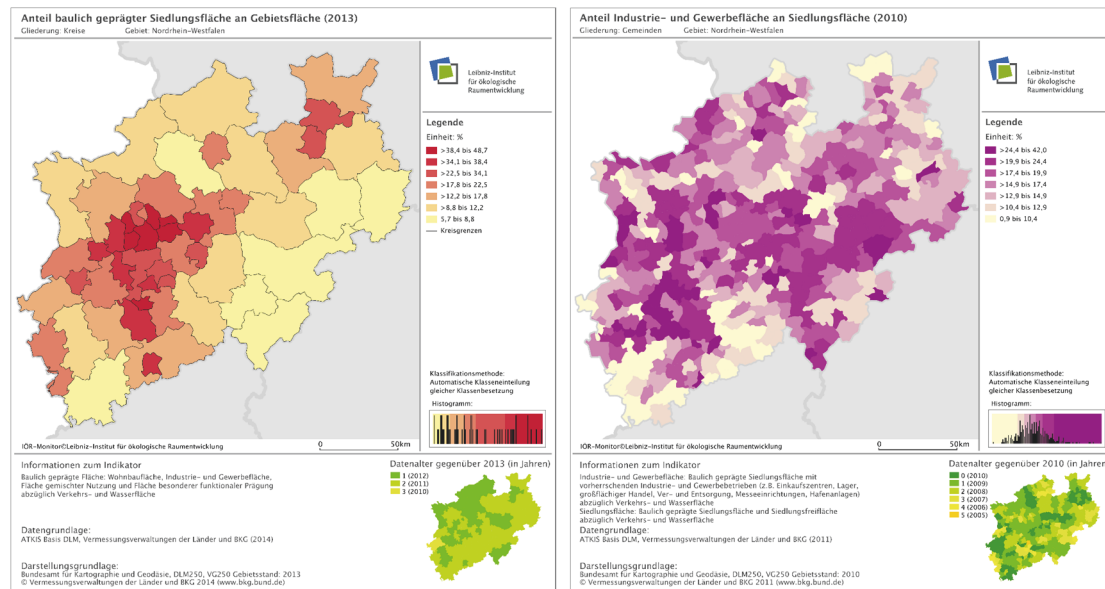 Anteil baulich geprägter Siedlungsfläche an Gebietsfläche (2013)
Gliederung: Kreise Gebiet: Nordrhein-Westfalen
Leibniz-Institut
für ökologische
Raumentwicklung
Legende
Einheit: %
>38,4 bis 48,7
>34,1 bis 38,4
>22,5 bis 34,1
>17,8 bis 22,5
>12,2 bis 17,8
>8,8 bis 12,2
5,7 bis 8,8
Kreisgrenzen
Klassifikationsmethode:
Automatische Klasseneinteilung
gleicher Klassenbesetzung
Histogramm:
IÖR-Monitor©Leibniz-Institut für ökologische Raumentwicklung
0 50km
Informationen zum Indikator
Baulich geprägte Fläche: Wohnbaufläche, Industrie- und Gewerbefläche,
Fläche gemischter Nutzung und Fläche besonderer funktionaler Prägung
abzüglich Verkehrs- und Wasserfläche
Datengrundlage:
ATKIS Basis DLM, Vermessungsverwaltungen der Länder und BKG (2014)
Darstellungsgrundlage:
Bundesamt für Kartographie und Geodäsie, DLM250, VG250 Gebietsstand: 2013
© Vermessungsverwaltungen der Länder und BKG 2014 (www.bkg.bund.de)
Datenalter gegenüber 2013 (in Jahren)
1 (2012)
2 (2011)
3 (2010)
Anteil Industrie- und Gewerbefläche an Siedlungsfläche (2010)
Gliederung: Gemeinden Gebiet: Nordrhein-Westfalen
Leibniz-Institut
für ökologische
Raumentwicklung
Legende
Einheit: %
>24,4 bis 42,0
>19,9 bis 24,4
>17,4 bis 19,9
>14,9 bis 17,4
>12,9 bis 14,9
>10,4 bis 12,9
0,9 bis 10,4
Klassifikationsmethode:
Automatische Klasseneinteilung
gleicher Klassenbesetzung
Histogramm:
IÖR-Monitor©Leibniz-Institut für ökologische Raumentwicklung
0 50km
Informationen zum Indikator
Industrie- und Gewerbefläche: Baulich geprägte Siedlungsfläche mit
vorherrschenden Industrie- und Gewerbetrieben (z.B. Einkaufszentren, Lager,
großflächiger Handel, Ver- und Entsorgung, Messeeinrichtung, Hafenanlagen)
abzüglich Verkehrs- und Wasserfläche
Siedlungsfläche: Baulich geprägte Siedlungsfläche und Siedlungsfreifläche
abzüglich Verkehrs- und Wasserfläche
Datengrundlage:
ATKIS Basis DLM, Vermessungsverwaltungen der Länder und BKG (2011)
Darstellungsgrundlage:
Bundesamt für Kartographie und Geodäsie, DLM250, VG250 Gebietsstand: 2010
© Vermessungsverwaltungen der Länder und BKG 2011 (www.bkg.bund.de)
Datenalter gegenüber 2010 (in Jahren)
0 (2010)
1 (2009)
2 (2008)
3 (2007)
4 (2006)
5 (2005)